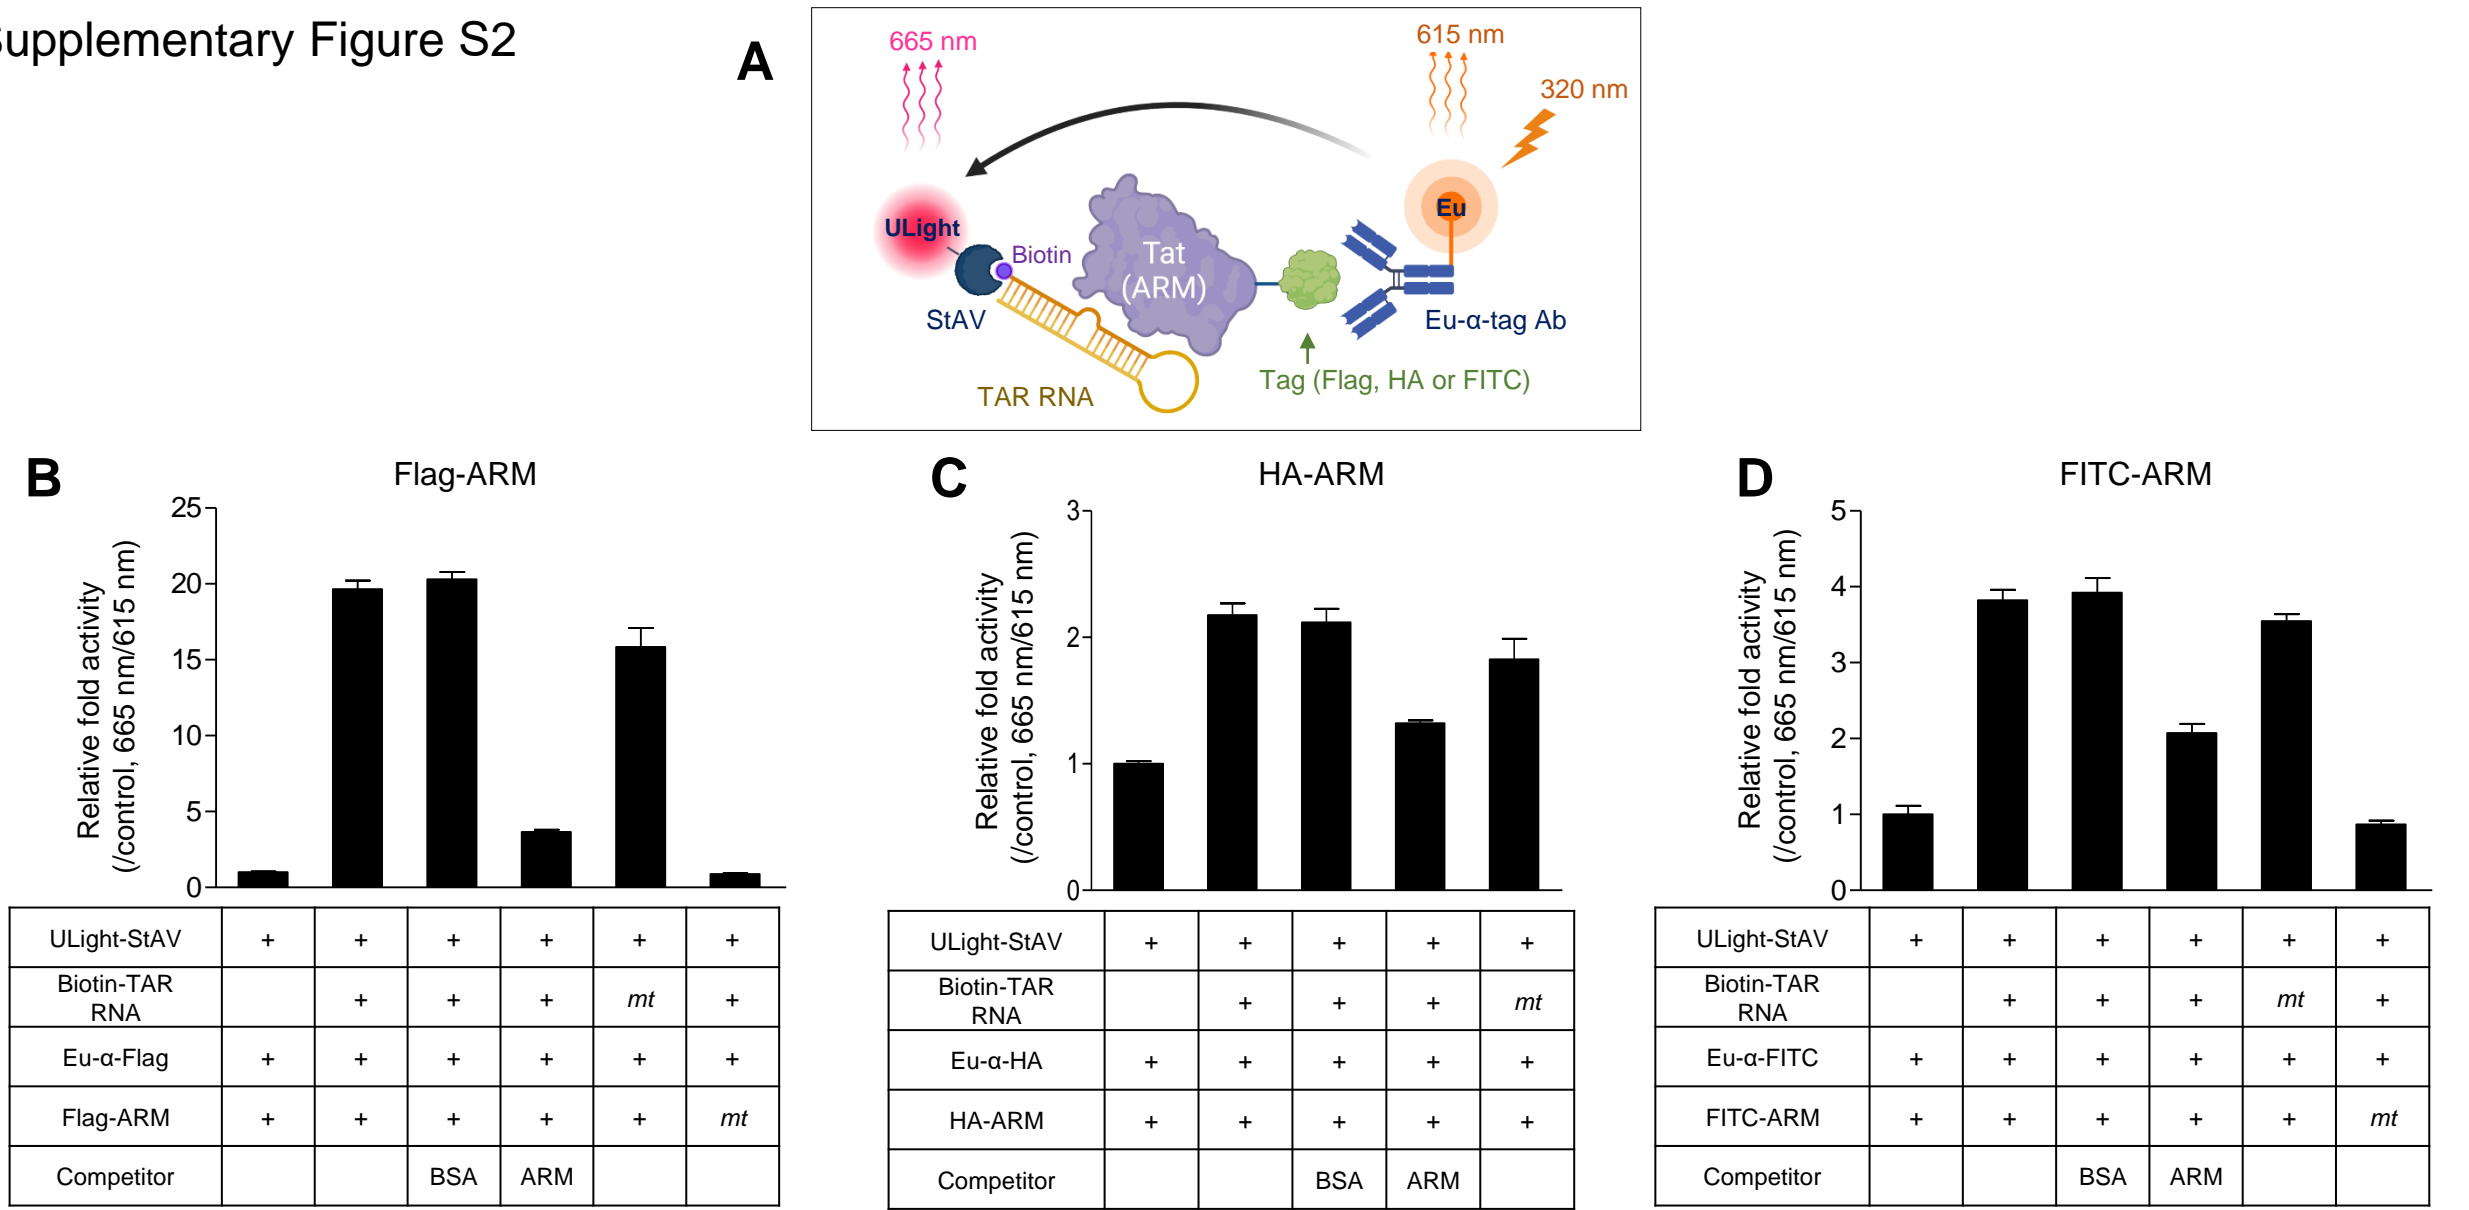 upplementary Figure S2
A
665 nm
615 nm
320 nm
Eu
ULight
Biotin
Tat
(ARM)
StAV
Eu-α-tag Ab
TAR RNA
Tag (Flag, HA or FITC)
B
Flag-ARM
Relative fold activity
(/control, 665 nm/615 nm)
25
20
15
10
5
0
ULight-StAV + + + + + +
Biotin-TAR
RNA + + + mt +
Eu-α-Flag + + + + + +
Flag-ARM + + + + + mt
Competitor BSA ARM
C
HA-ARM
Relative fold activity
(/control, 665 nm/615 nm)
3
2
1
0
ULight-StAV + + + + +
Biotin-TAR
RNA + + + mt
Eu-α-HA + + + + +
HA-ARM + + + + +
Competitor BSA ARM
D
FITC-ARM
Relative fold activity
(/control, 665 nm/615 nm)
5
4
3
2
1
0
ULight-StAV + + + + + +
Biotin-TAR
RNA + + + mt +
Eu-α-FITC + + + + + +
FITC-ARM + + + + + mt
Competitor BSA ARM